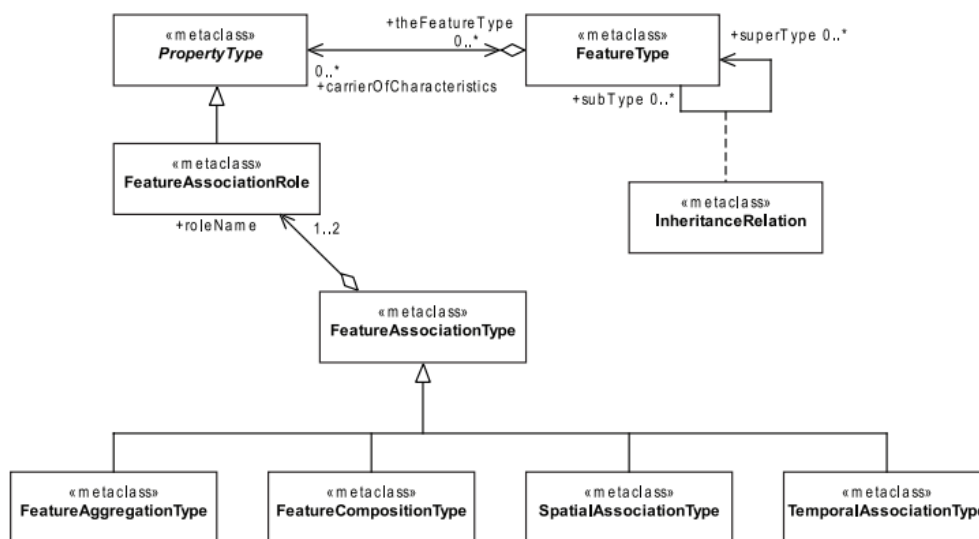 «metaclass»
PropertyType
+theFeatureType
0..*
0..*
+carrierOfCharacteristics
«metaclass»
FeatureType
+superType 0..*
+subType 0..*
«metaclass»
FeatureAssociationRole
+roleName
1..2
«metaclass»
InheritanceRelation
«metaclass»
FeatureAssociationType
«metaclass»
FeatureAggregationType
«metaclass»
FeatureCompositionType
«metaclass»
SpatialAssociationType
«metaclass»
TemporalAssociationType